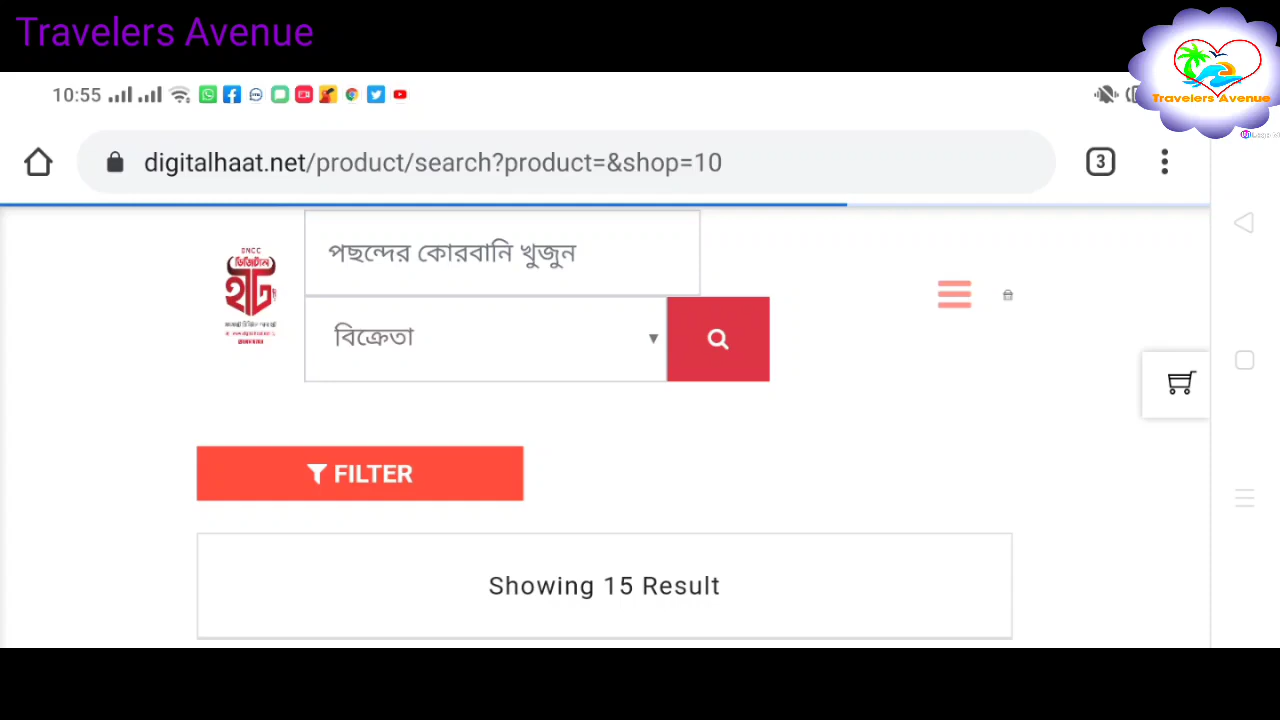 Travelers Avenue
Travelers Avenue
10:55
digitalhaat.net/product/search?product=&shop=10
3
পছন্দের কোরবানি খুজুন
DNCC
ডিজিটাল
হাট
বিক্রেতা
FILTER
Showing 15 Result